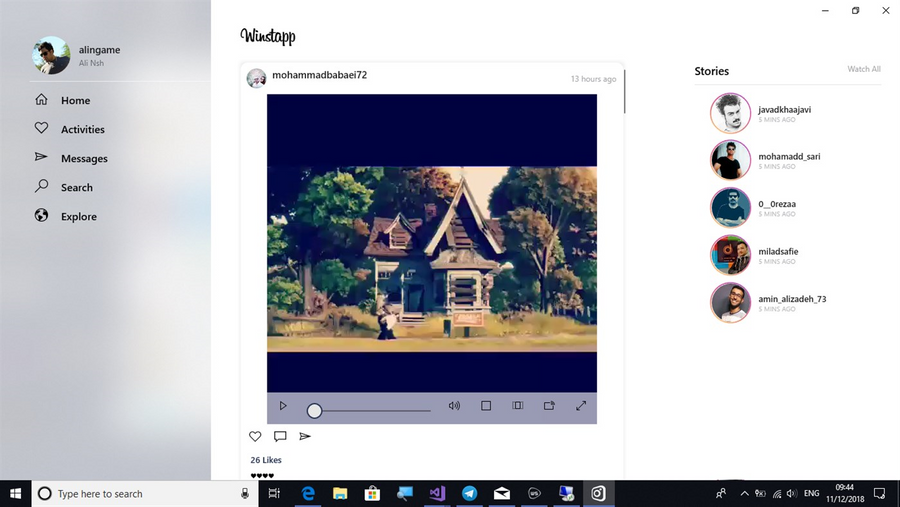 Winstapp
alingame
Ali Nsh
Home
Activities
Messages
Search
Explore
mohammadbabaei72
13 hours ago
26 Likes
♥♥♥♥
Stories
Watch All
javadkhaajavi
5 MINS AGO
mohamadd_sari
5 MINS AGO
0__0rezaa
5 MINS AGO
miladsafie
5 MINS AGO
amin_alizadeh_73
5 MINS AGO
Type here to search
ENG
09:44
11/12/2018